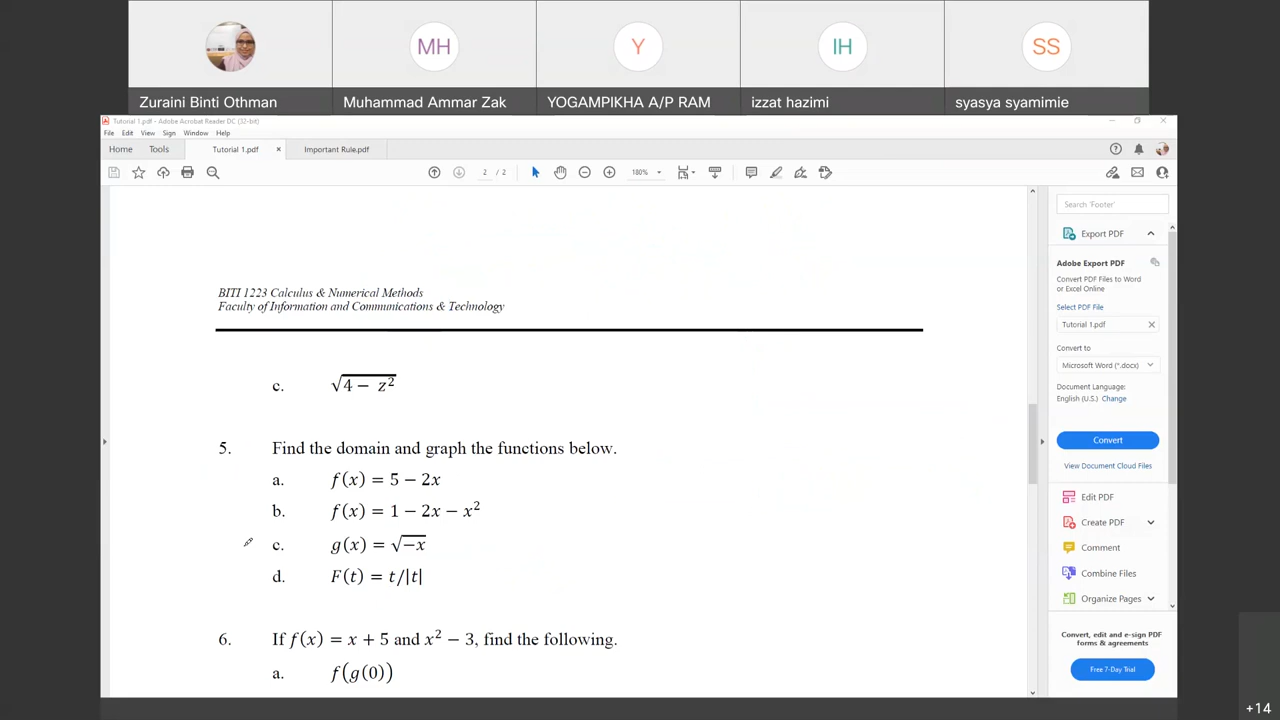 MH
Y
IH
SS
Zuraini Binti Othman
Muhammad Ammar Zak
YOGAMPIKHA A/P RAM
izzat hazimi
syasya syamimie
Tutorial 1.pdf - Adobe Acrobat Reader DC (32-bit)
File Edit View Sign Window Help
Home Tools Tutorial 1.pdf × Important Rule.pdf
2 / 2 180%
Search 'Footer'
Export PDF
Adobe Export PDF
Convert PDF Files to Word
or Excel Online
Select PDF File
Tutorial 1.pdf
Convert to
Microsoft Word (*.docx)
Document Language:
English (U.S.) Change
Convert
View Document Cloud Files
Edit PDF
Create PDF
Comment
Combine Files
Organize Pages
Convert, edit and e-sign PDF
forms & agreements
Free 7-Day Trial
BITI 1223 Calculus & Numerical Methods
Faculty of Information and Communications & Technology
c. √4 − z²
5. Find the domain and graph the functions below.
a. f(x) = 5 − 2x
b. f(x) = 1 − 2x − x²
c. g(x) = √−x
d. F(t) = t/|t|
6. If f(x) = x + 5 and x² − 3, find the following.
a. f(g(0))
+14